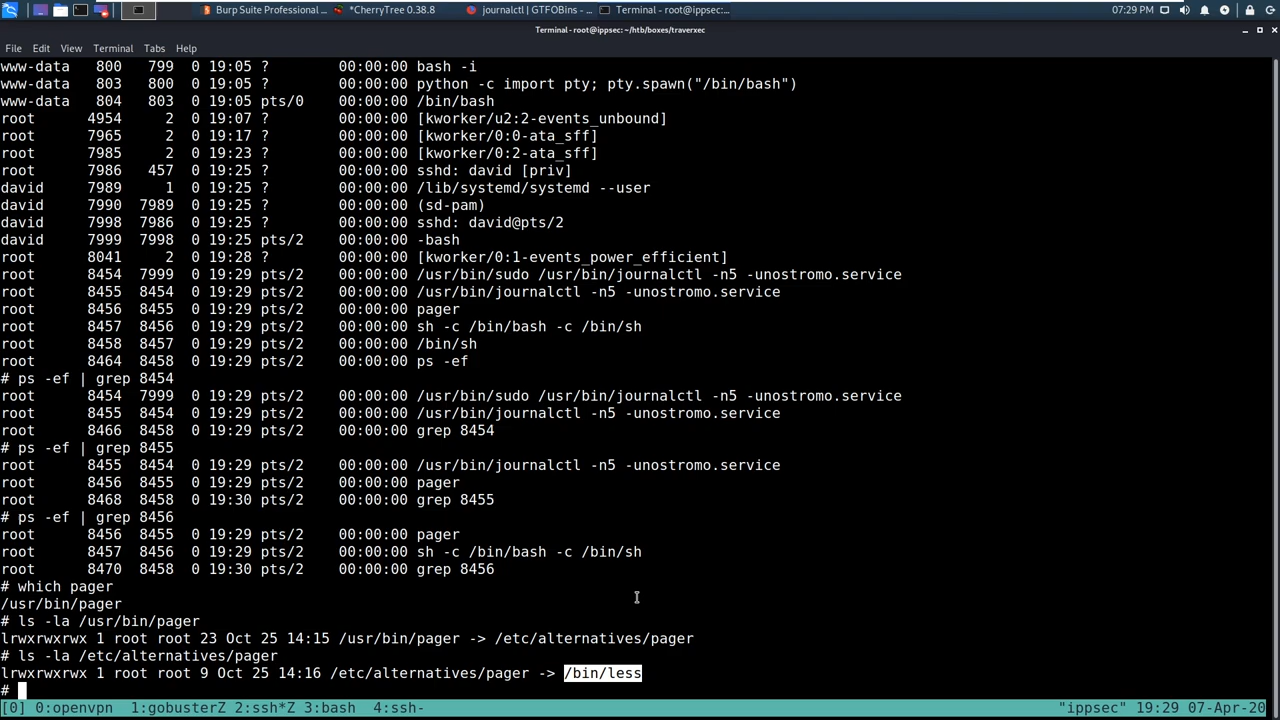 Burp Suite Professional ...
*CherryTree 0.38.8
journalctl | GTFOBins - ...
Terminal - root@ippsec:...
07:29 PM
Terminal - root@ippsec: ~/htb/boxes/traverxec
File Edit View Terminal Tabs Help
www-data 800 799 0 19:05 ? 00:00:00 bash -i
www-data 803 800 0 19:05 ? 00:00:00 python -c import pty; pty.spawn("/bin/bash")
www-data 804 803 0 19:05 pts/0 00:00:00 /bin/bash
root 4954 2 0 19:07 ? 00:00:00 [kworker/u2:2-events_unbound]
root 7965 2 0 19:17 ? 00:00:00 [kworker/0:0-ata_sff]
root 7985 2 0 19:23 ? 00:00:00 [kworker/0:2-ata_sff]
root 7986 457 0 19:25 ? 00:00:00 sshd: david [priv]
david 7989 1 0 19:25 ? 00:00:00 /lib/systemd/systemd --user
david 7990 7989 0 19:25 ? 00:00:00 (sd-pam)
david 7998 7986 0 19:25 ? 00:00:00 sshd: david@pts/2
david 7999 7998 0 19:25 pts/2 00:00:00 -bash
root 8041 2 0 19:28 ? 00:00:00 [kworker/0:1-events_power_efficient]
root 8454 7999 0 19:29 pts/2 00:00:00 /usr/bin/sudo /usr/bin/journalctl -n5 -unostromo.service
root 8455 8454 0 19:29 pts/2 00:00:00 /usr/bin/journalctl -n5 -unostromo.service
root 8456 8455 0 19:29 pts/2 00:00:00 pager
root 8457 8456 0 19:29 pts/2 00:00:00 sh -c /bin/bash -c /bin/sh
root 8458 8457 0 19:29 pts/2 00:00:00 /bin/sh
root 8464 8458 0 19:29 pts/2 00:00:00 ps -ef
# ps -ef | grep 8454
root 8454 7999 0 19:29 pts/2 00:00:00 /usr/bin/sudo /usr/bin/journalctl -n5 -unostromo.service
root 8455 8454 0 19:29 pts/2 00:00:00 /usr/bin/journalctl -n5 -unostromo.service
root 8466 8458 0 19:29 pts/2 00:00:00 grep 8454
# ps -ef | grep 8455
root 8455 8454 0 19:29 pts/2 00:00:00 /usr/bin/journalctl -n5 -unostromo.service
root 8456 8455 0 19:29 pts/2 00:00:00 pager
root 8468 8458 0 19:30 pts/2 00:00:00 grep 8455
# ps -ef | grep 8456
root 8456 8455 0 19:29 pts/2 00:00:00 pager
root 8457 8456 0 19:29 pts/2 00:00:00 sh -c /bin/bash -c /bin/sh
root 8470 8458 0 19:30 pts/2 00:00:00 grep 8456
# which pager
/usr/bin/pager
# ls -la /usr/bin/pager
lrwxrwxrwx 1 root root 23 Oct 25 14:15 /usr/bin/pager -> /etc/alternatives/pager
# ls -la /etc/alternatives/pager
lrwxrwxrwx 1 root root 9 Oct 25 14:16 /etc/alternatives/pager -> /bin/less
#
[0] 0:openvpn 1:gobusterZ 2:ssh*Z 3:bash 4:ssh- "ippsec" 19:29 07-Apr-20